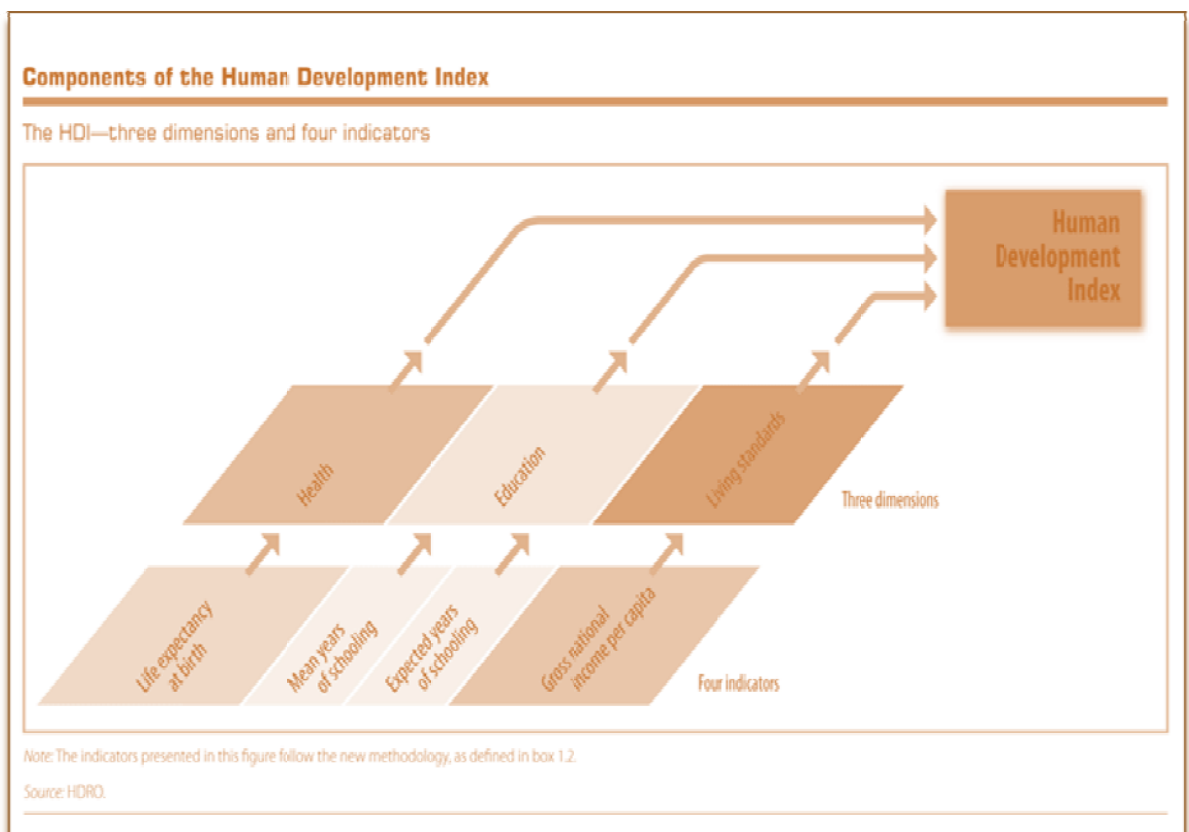 Components of the Human Development Index
The HDI—three dimensions and four indicators
Human
Development
Index
Health
Education
Living standards
Three dimensions
Life expectancy
at birth
Mean years
of schooling
Expected years
of schooling
Gross national
income per capita
Four indicators
Note: The indicators presented in this figure follow the new methodology, as defined in box 1.2.
Source: HDRO.